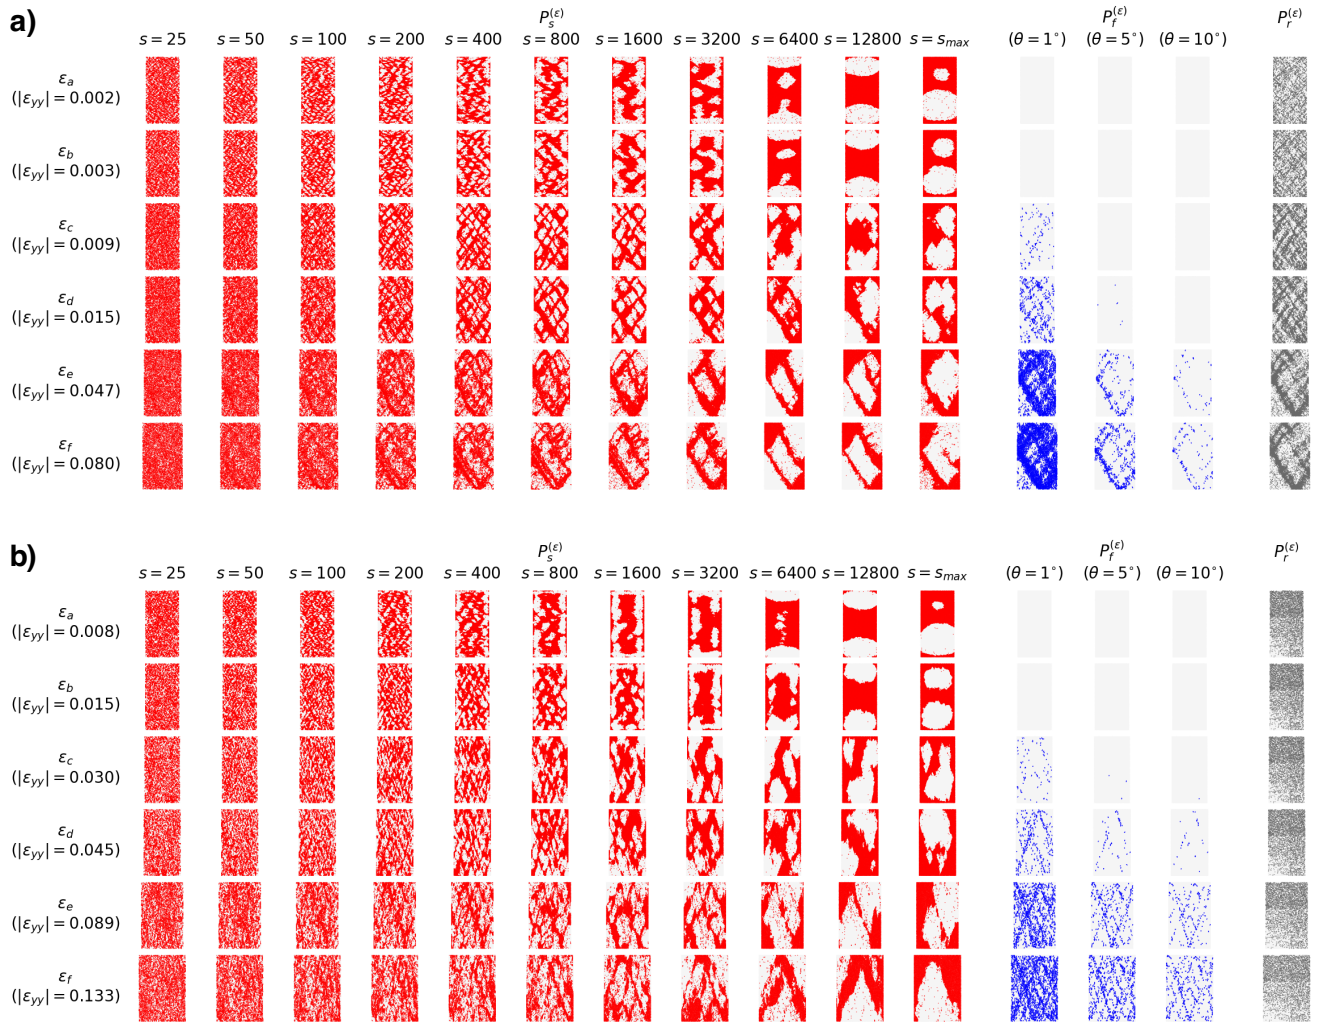 a)
P_s^(ε) P_f^(ε) P_r^(ε)
s = 25 s = 50 s = 100 s = 200 s = 400 s = 800 s = 1600 s = 3200 s = 6400 s = 12800 s = s_max (θ = 1°) (θ = 5°) (θ = 10°)
ε_a
(|ε_yy| = 0.002)
ε_b
(|ε_yy| = 0.003)
ε_c
(|ε_yy| = 0.009)
ε_d
(|ε_yy| = 0.015)
ε_e
(|ε_yy| = 0.047)
ε_f
(|ε_yy| = 0.080)
b)
P_s^(ε) P_f^(ε) P_r^(ε)
s = 25 s = 50 s = 100 s = 200 s = 400 s = 800 s = 1600 s = 3200 s = 6400 s = 12800 s = s_max (θ = 1°) (θ = 5°) (θ = 10°)
ε_a
(|ε_yy| = 0.008)
ε_b
(|ε_yy| = 0.015)
ε_c
(|ε_yy| = 0.030)
ε_d
(|ε_yy| = 0.045)
ε_e
(|ε_yy| = 0.089)
ε_f
(|ε_yy| = 0.133)